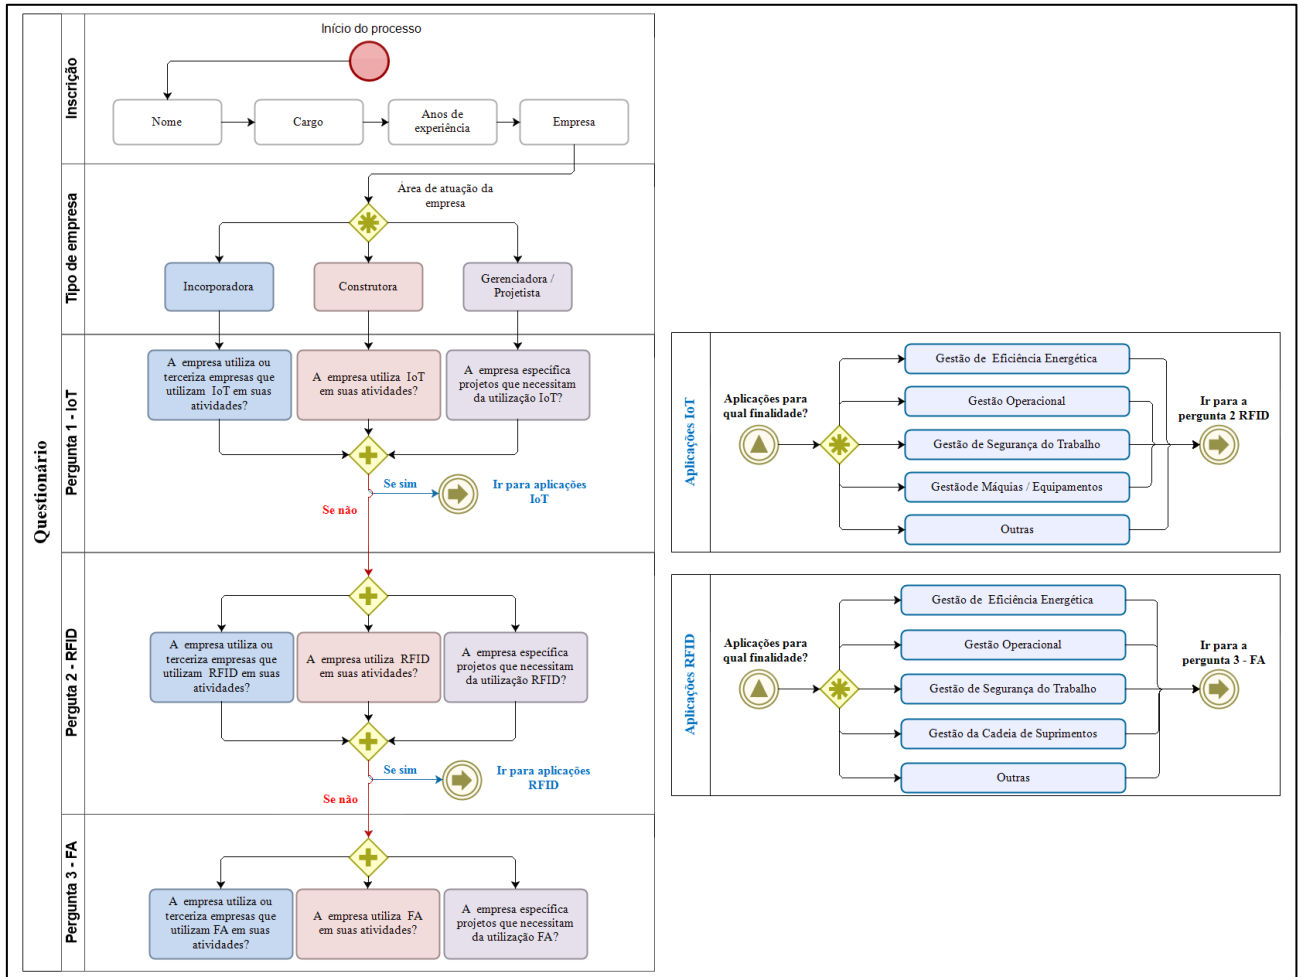 Questionário
Inscrição
Início do processo
Nome
Cargo
Anos de
experiência
Empresa
Tipo de empresa
Área de atuação da
empresa
Incorporadora
Construtora
Gerenciadora /
Projetista
Pergunta 1 - IoT
A empresa utiliza ou
terceriza empresas que
utilizam IoT em suas
atividades?
A empresa utiliza IoT
em suas atividades?
A empresa específica
projetos que necessitam
da utilização IoT?
Se sim
Ir para aplicações
IoT
Se não
Pergunta 2 - RFID
A empresa utiliza ou
terceriza empresas que
utilizam RFID em suas
atividades?
A empresa utiliza RFID
em suas atividades?
A empresa específica
projetos que necessitam
da utilização RFID?
Se sim
Ir para aplicações
RFID
Se não
Pergunta 3 - FA
A empresa utiliza ou
terceriza empresas que
utilizam FA em suas
atividades?
A empresa utiliza FA
em suas atividades?
A empresa específica
projetos que necessitam
da utilização FA?
Aplicações IoT
Aplicações para
qual finalidade?
Gestão de Eficiência Energética
Gestão Operacional
Gestão de Segurança do Trabalho
Gestãode Máquias / Equipamentos
Outras
Ir para a
pergunta 2 RFID
Aplicações RFID
Aplicações para
qual finalidade?
Gestão de Eficiência Energética
Gestão Operacional
Gestão de Segurança do Trabalho
Gestão da Cadeia de Suprimentos
Outras
Ir para a
pergunta 3 - FA